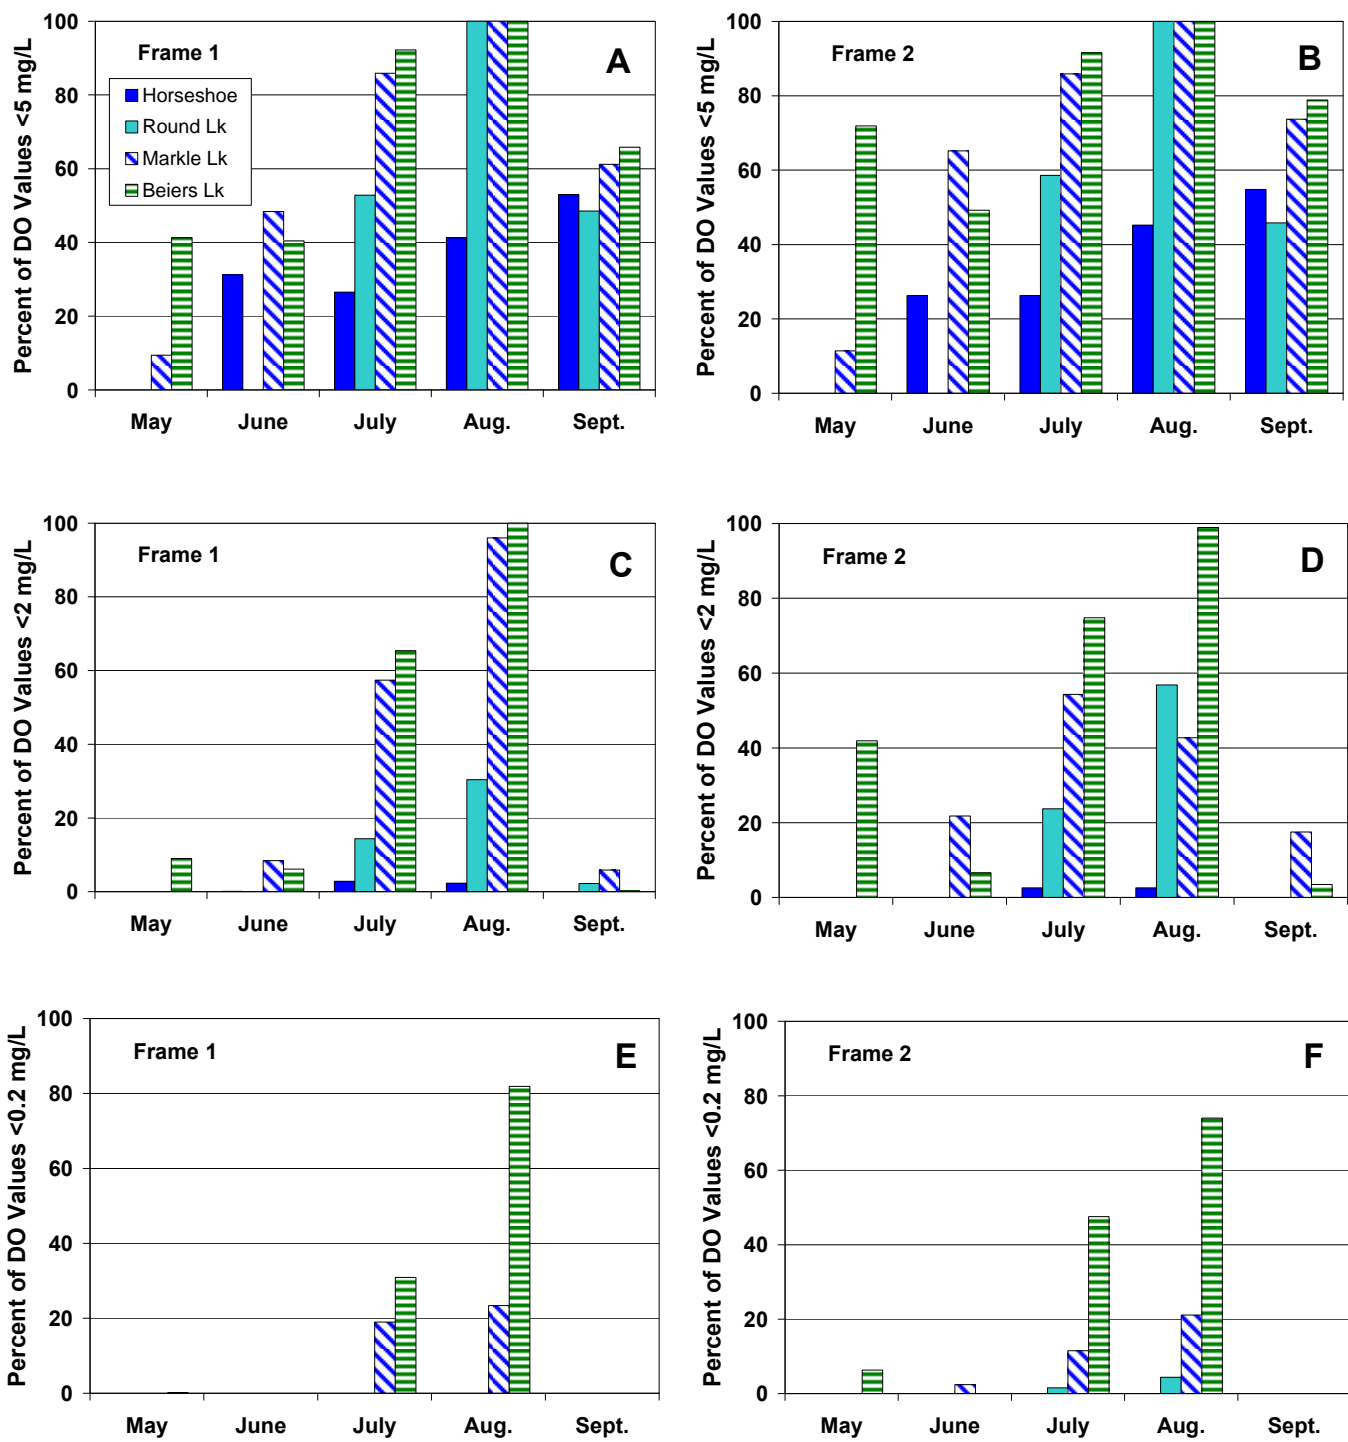 Percent of DO Values <5 mg/L
100
80
60
40
20
0
Frame 1
A
Horseshoe
Round Lk
Markle Lk
Beiers Lk
May June July Aug. Sept.
Percent of DO Values <5 mg/L
100
80
60
40
20
0
Frame 2
B
May June July Aug. Sept.
Percent of DO Values <2 mg/L
100
80
60
40
20
0
Frame 1
C
May June July Aug. Sept.
Percent of DO Values <2 mg/L
100
80
60
40
20
0
Frame 2
D
May June July Aug. Sept.
Percent of DO Values <0.2 mg/L
100
80
60
40
20
0
Frame 1
E
May June July Aug. Sept.
Percent of DO Values <0.2 mg/L
100
80
60
40
20
0
Frame 2
F
May June July Aug. Sept.